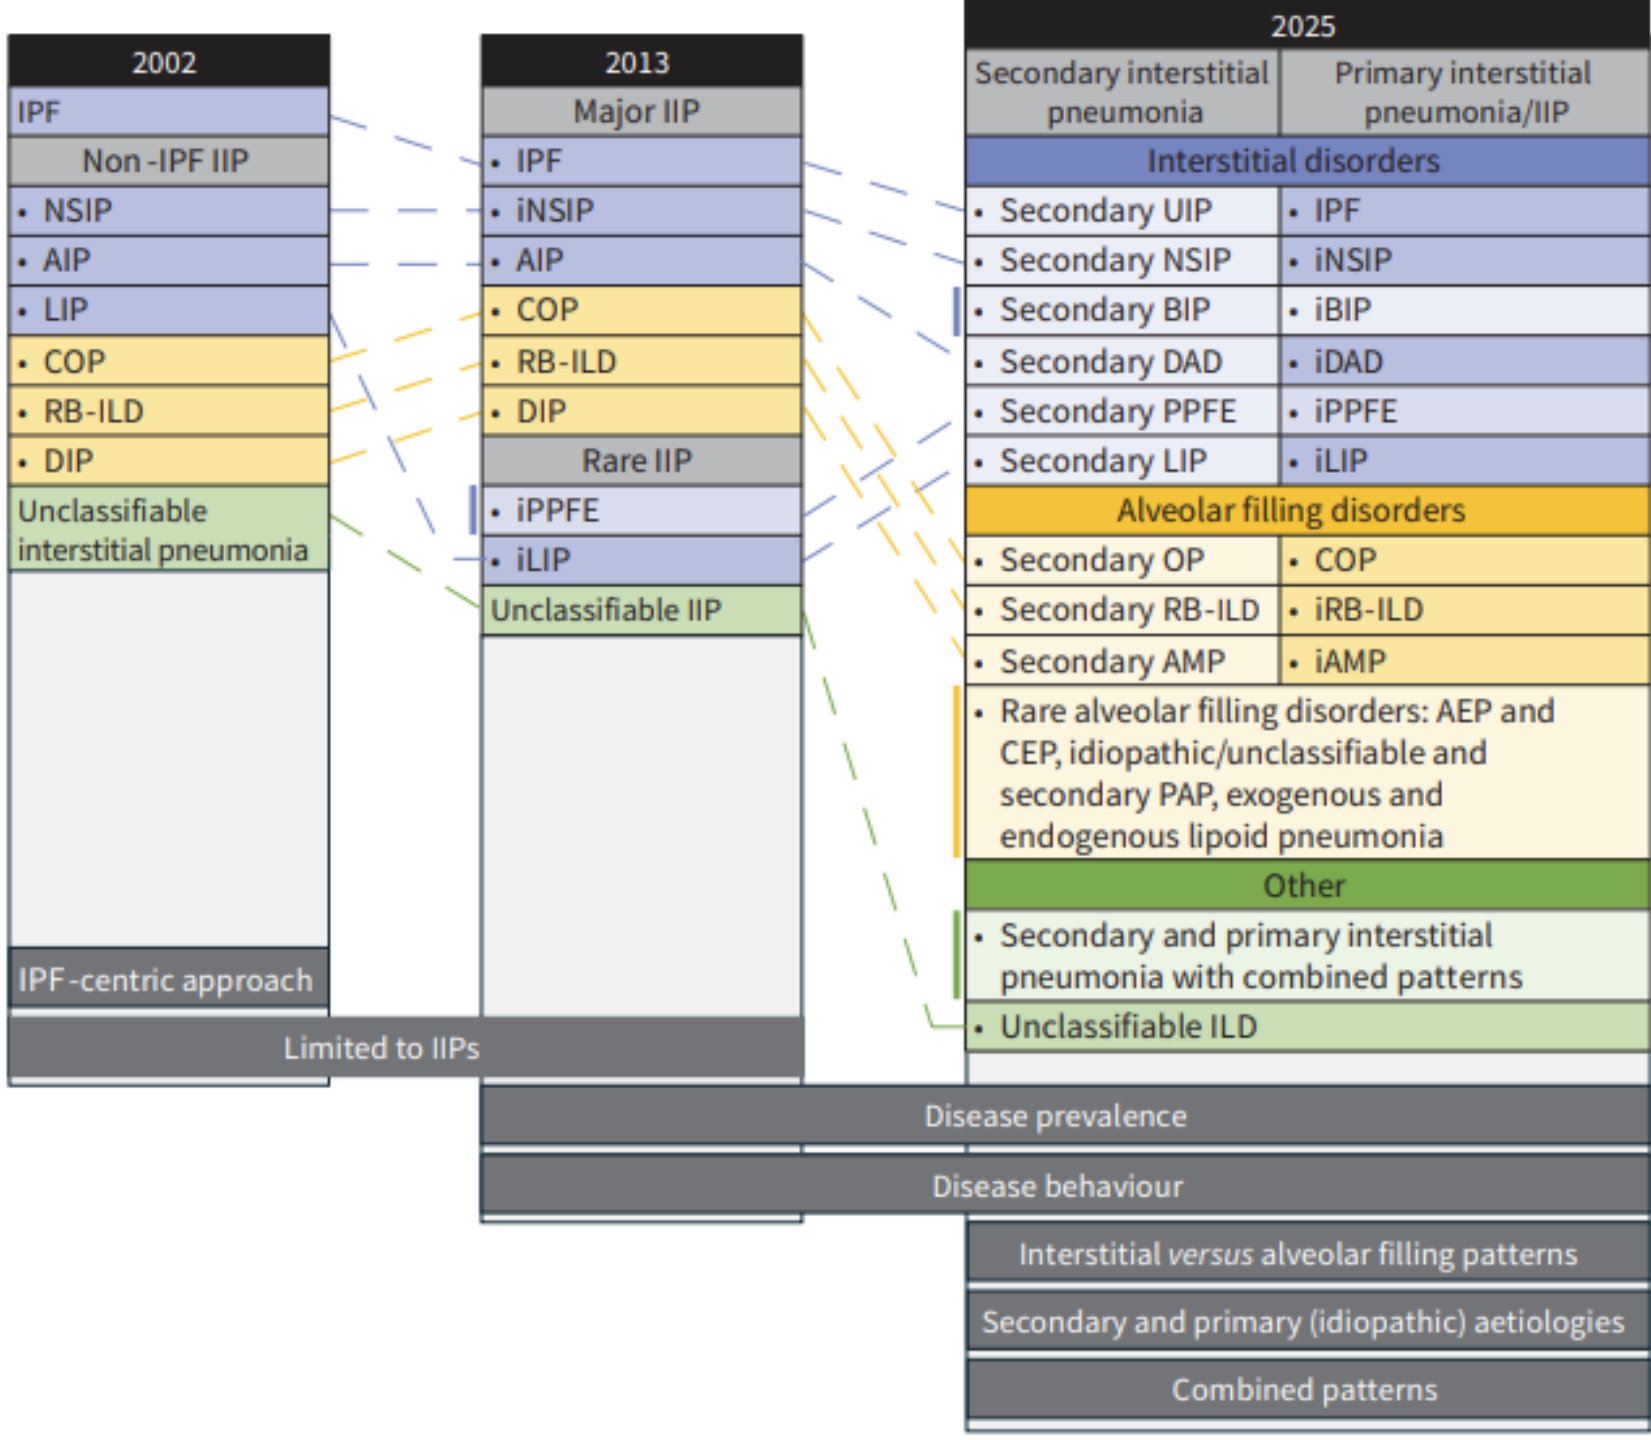 2002
IPF
Non-IPF IIP
• NSIP
• AIP
• LIP
• COP
• RB-ILD
• DIP
Unclassifiable
interstitial pneumonia
IPF-centric approach
Limited to IIPs
2013
Major IIP
• IPF
• iNSIP
• AIP
• COP
• RB-ILD
• DIP
Rare IIP
• iPPFE
• iLIP
Unclassifiable IIP
2025
Secondary interstitial
pneumonia
Primary interstitial
pneumonia/IIP
Interstitial disorders
• Secondary UIP
• IPF
• Secondary NSIP
• iNSIP
• Secondary BIP
• iBIP
• Secondary DAD
• iDAD
• Secondary PPFE
• iPPFE
• Secondary LIP
• iLIP
Alveolar filling disorders
• Secondary OP
• COP
• Secondary RB-ILD
• iRB-ILD
• Secondary AMP
• iAMP
• Rare alveolar filling disorders: AEP and
CEP, idiopathic/unclassifiable and
secondary PAP, exogenous and
endogenous lipoid pneumonia
Other
• Secondary and primary interstitial
pneumonia with combined patterns
• Unclassifiable ILD
Disease prevalence
Disease behaviour
Interstitial versus alveolar filling patterns
Secondary and primary (idiopathic) aetiologies
Combined patterns